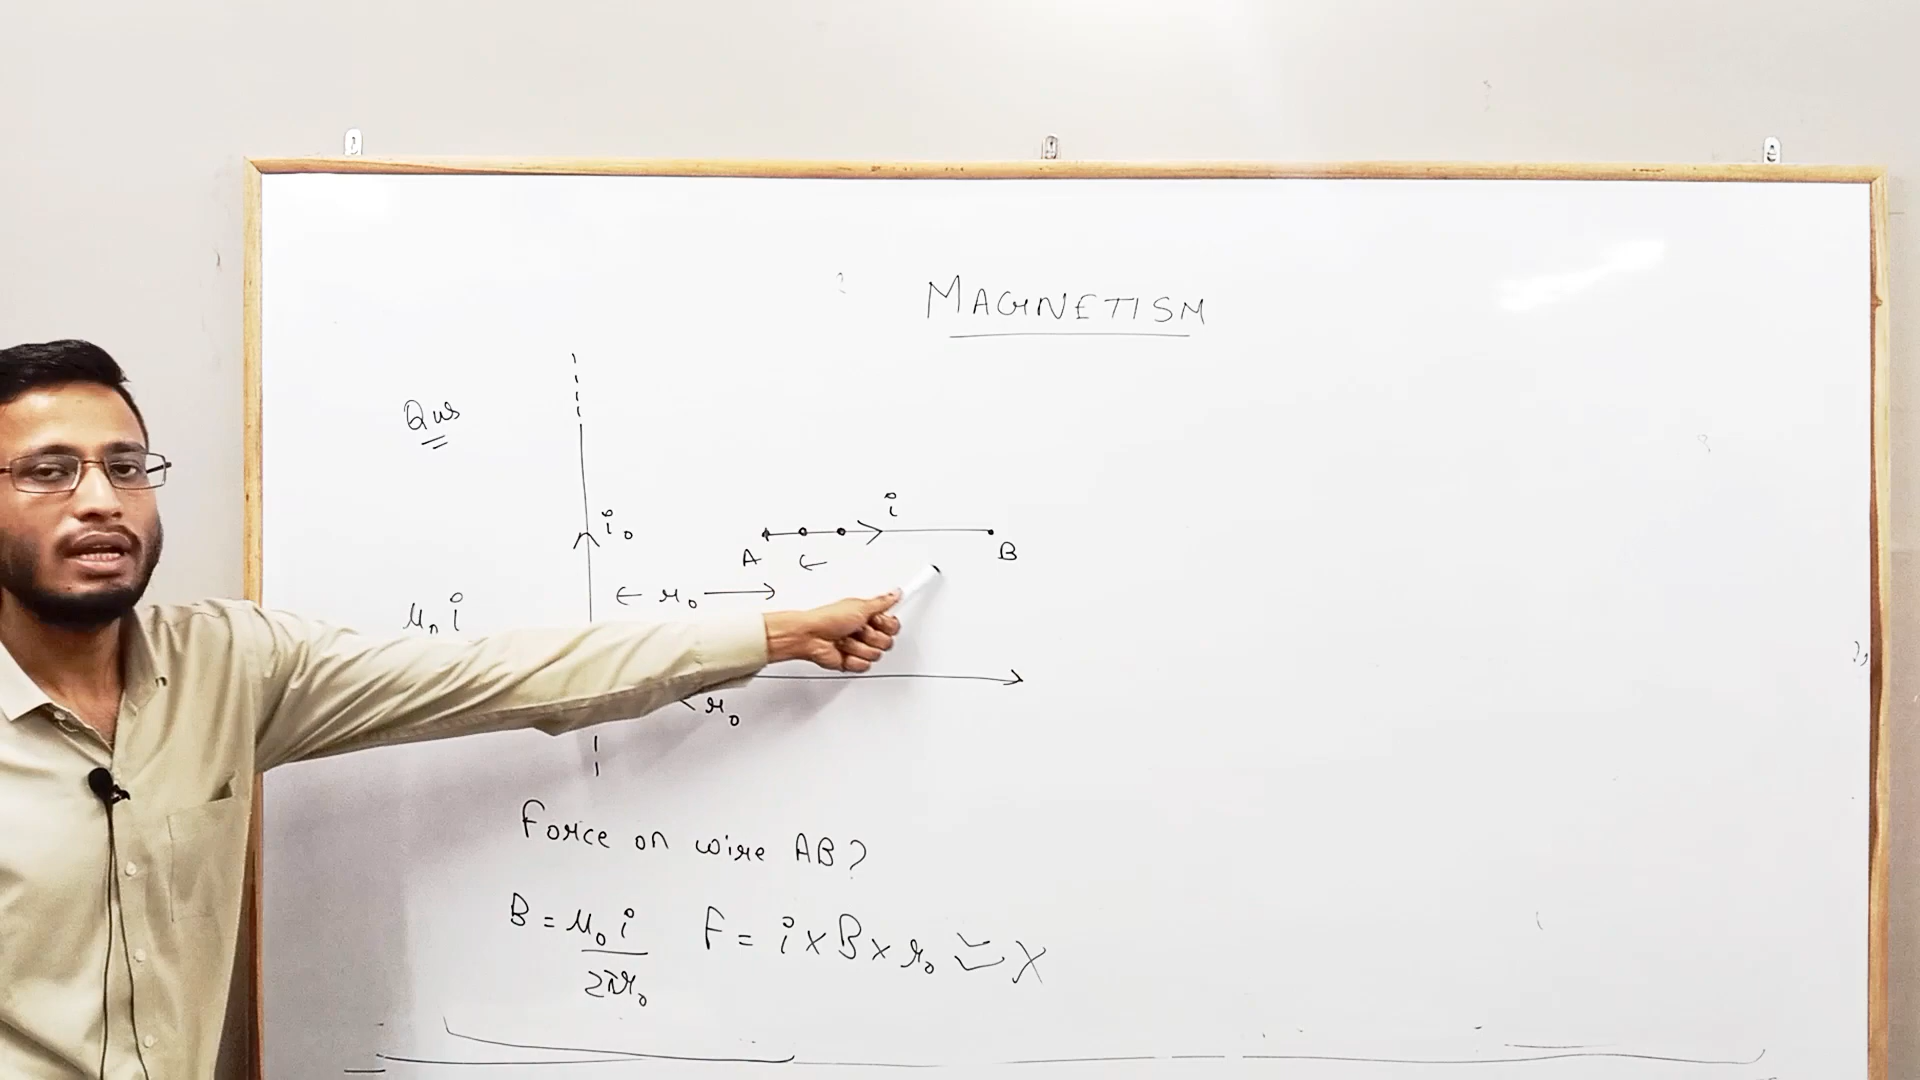 MAGNETISM
Qus
i₀
i
A
B
← r₀ →
μ₀ i
r₀
Force on wire AB?
B = μ₀ i / 2πr₀ F = i × B × r₀ X